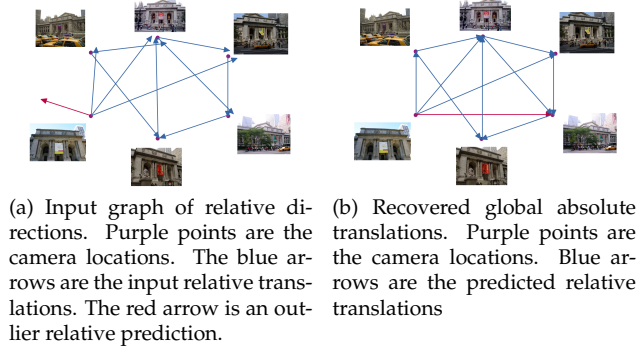 (a) Input graph of relative di-
rections. Purple points are the
camera locations. The blue ar-
rows are the input relative trans-
lations. The red arrow is an out-
lier relative prediction.
(b) Recovered global absolute
translations. Purple points are
the camera locations. Blue ar-
rows are the predicted relative
translations